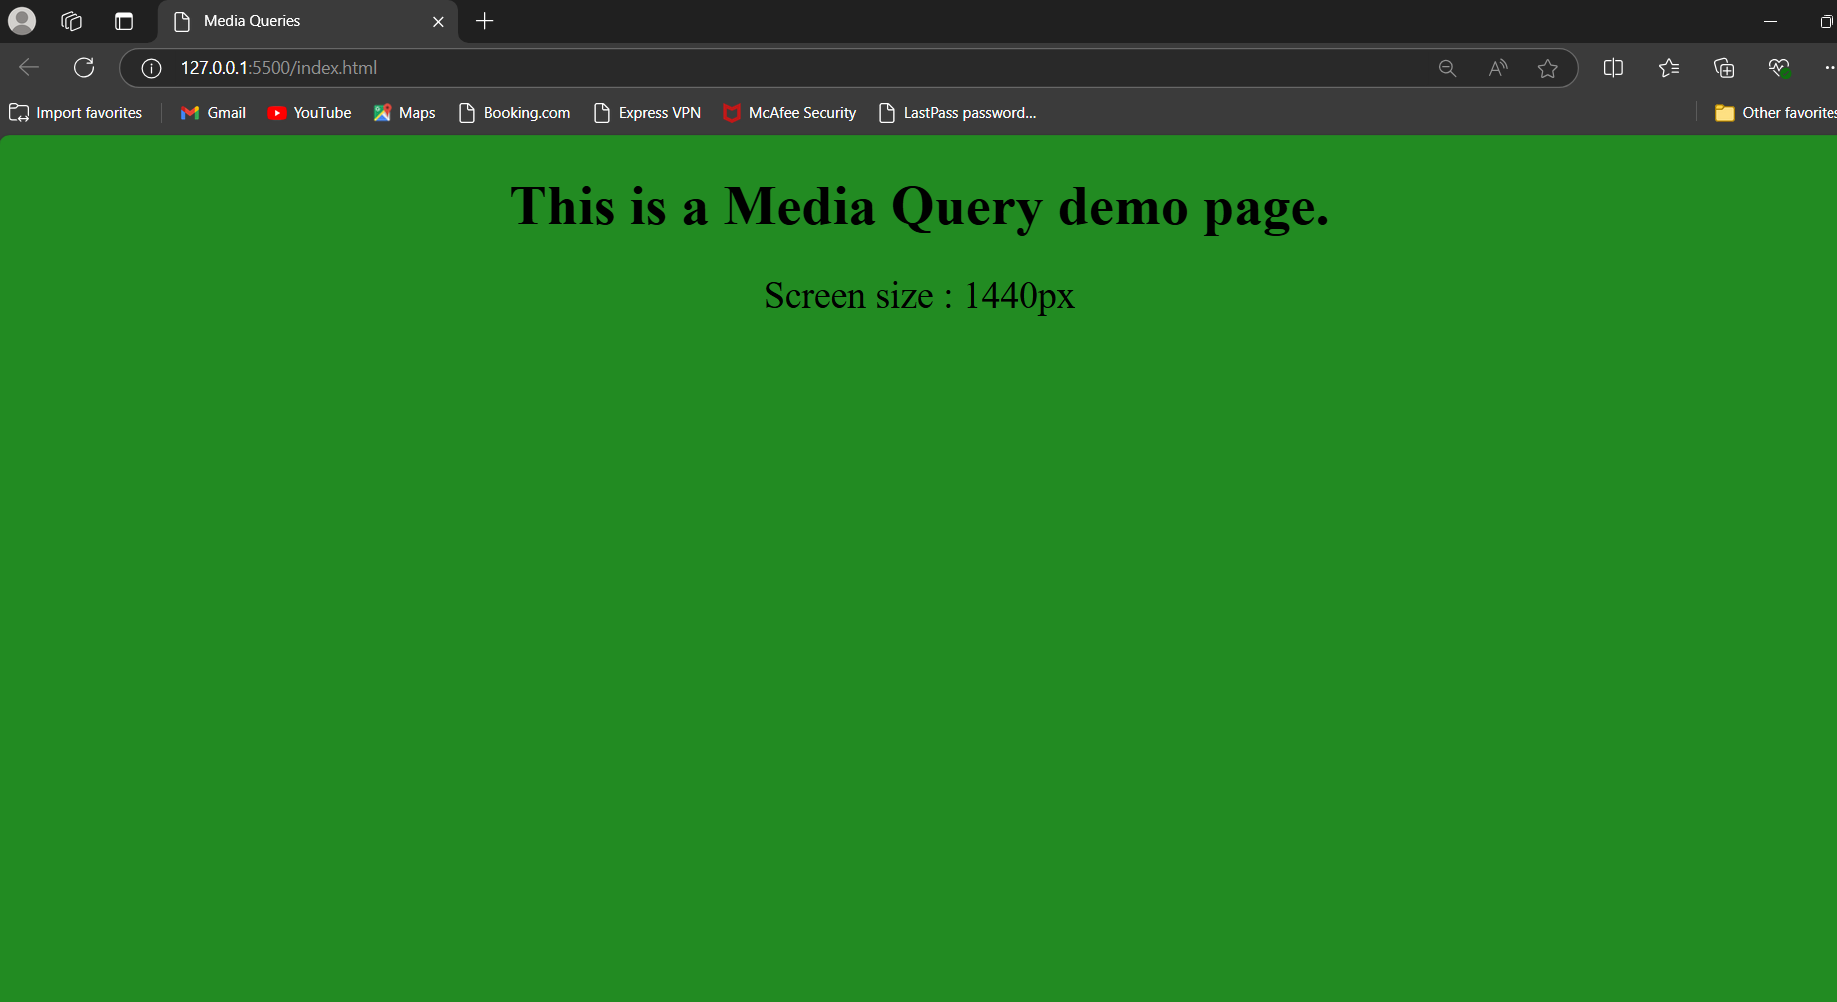 Media Queries
127.0.0.1:5500/index.html
Import favorites Gmail YouTube Maps Booking.com Express VPN McAfee Security LastPass password... Other favorites
This is a Media Query demo page.
Screen size : 1440px